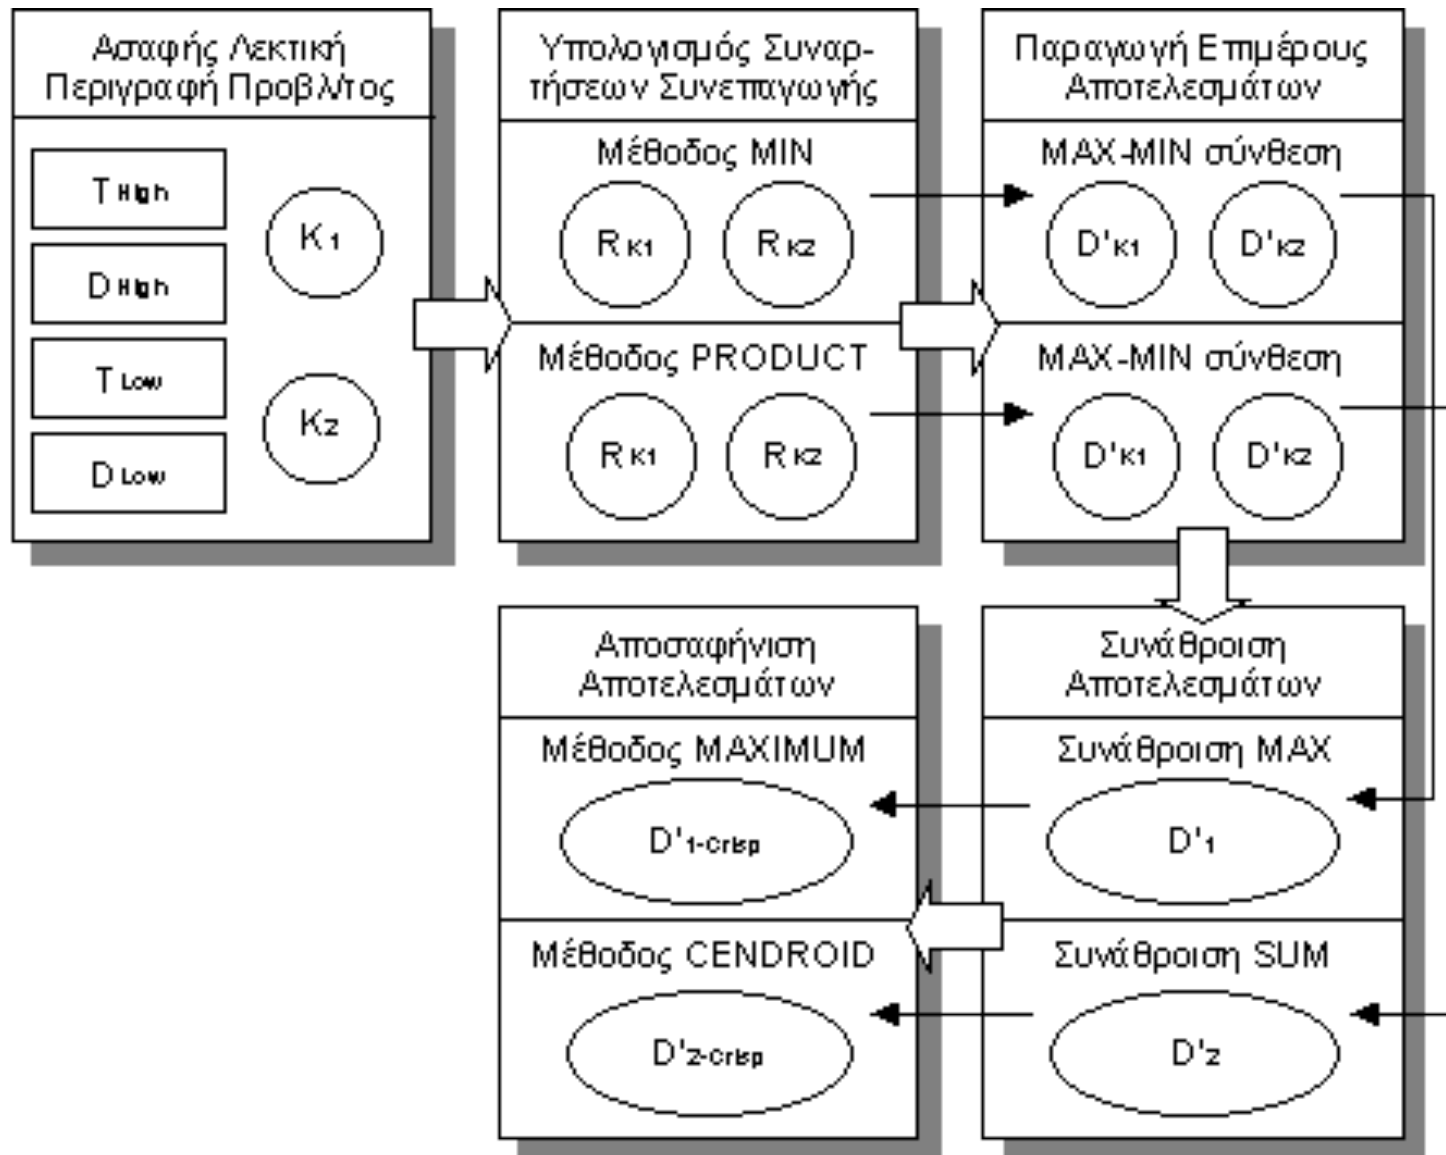 Ασαφής Λεκτική
Περιγραφή Προβλ/τος
T High
D High
T Low
D Low
K1
K2
Υπολογισμός Συναρ-
τήσεων Συνεπαγωγής
Μέθοδος MIN
R K1
R K2
Μέθοδος PRODUCT
R K1
R K2
Παραγωγή Επιμέρους
Αποτελεσμάτων
MAX-MIN σύνθεση
D'K1
D'K2
MAX-MIN σύνθεση
D'K1
D'K2
Αποσαφήνιση
Αποτελεσμάτων
Μέθοδος MAXIMUM
D'1-Crisp
Μέθοδος CENDROID
D'2-Crisp
Συνάθροιση
Αποτελεσμάτων
Συνάθροιση MAX
D'1
Συνάθροιση SUM
D'2